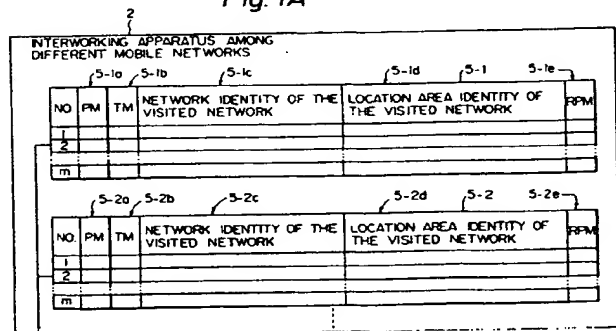 Fig. 1A
2
INTERWORKING APPARATUS AMONG
DIFFERENT MOBILE NETWORKS
5-1a 5-1b 5-1c 5-1d 5-1 5-1e
NO. PM TM NETWORK IDENTITY OF THE VISITED NETWORK LOCATION AREA IDENTITY OF THE VISITED NETWORK RPM
1
2
m
5-2a 5-2b 5-2c 5-2d 5-2 5-2e
NO. PM TM NETWORK IDENTITY OF THE VISITED NETWORK LOCATION AREA IDENTITY OF THE VISITED NETWORK RPM
1
2
m